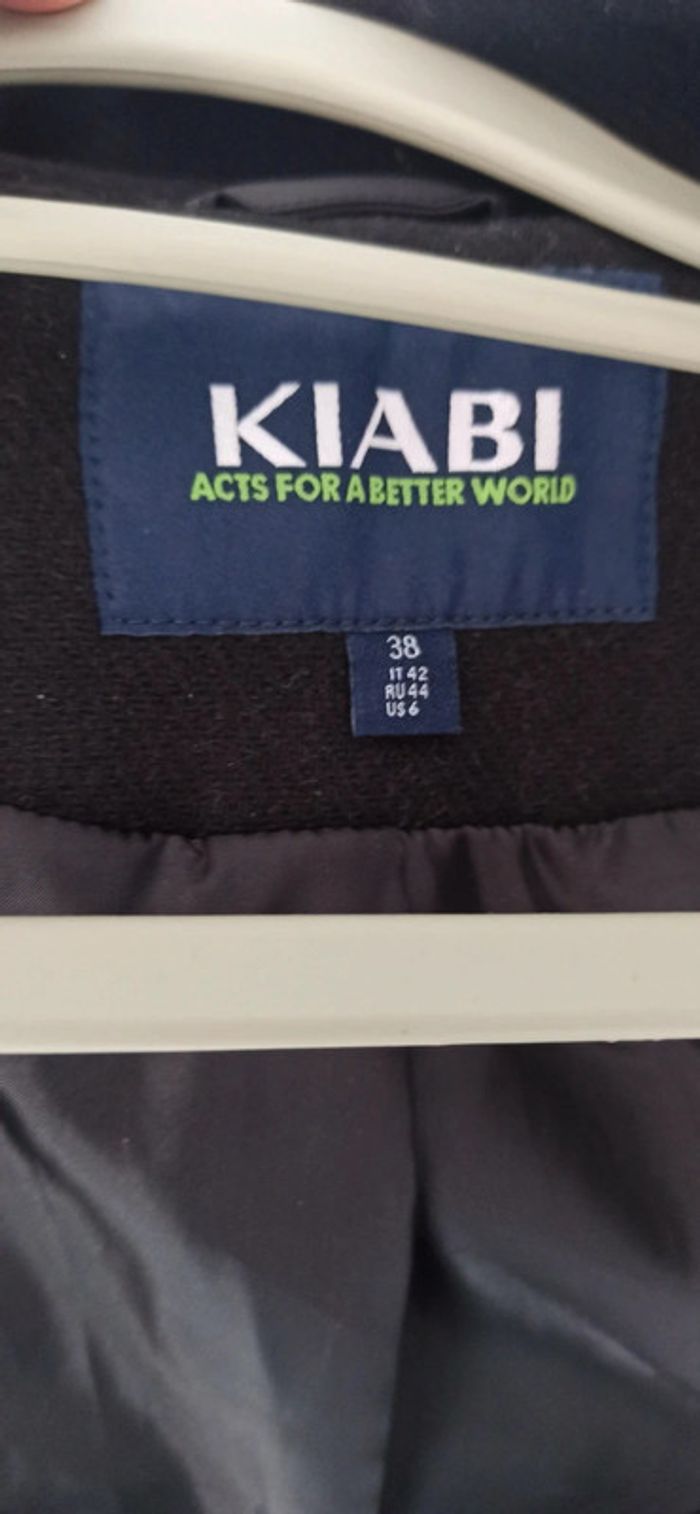 KIABI
ACTS FOR A BETTER WORLD
38
IT 42
RU 44
US 6